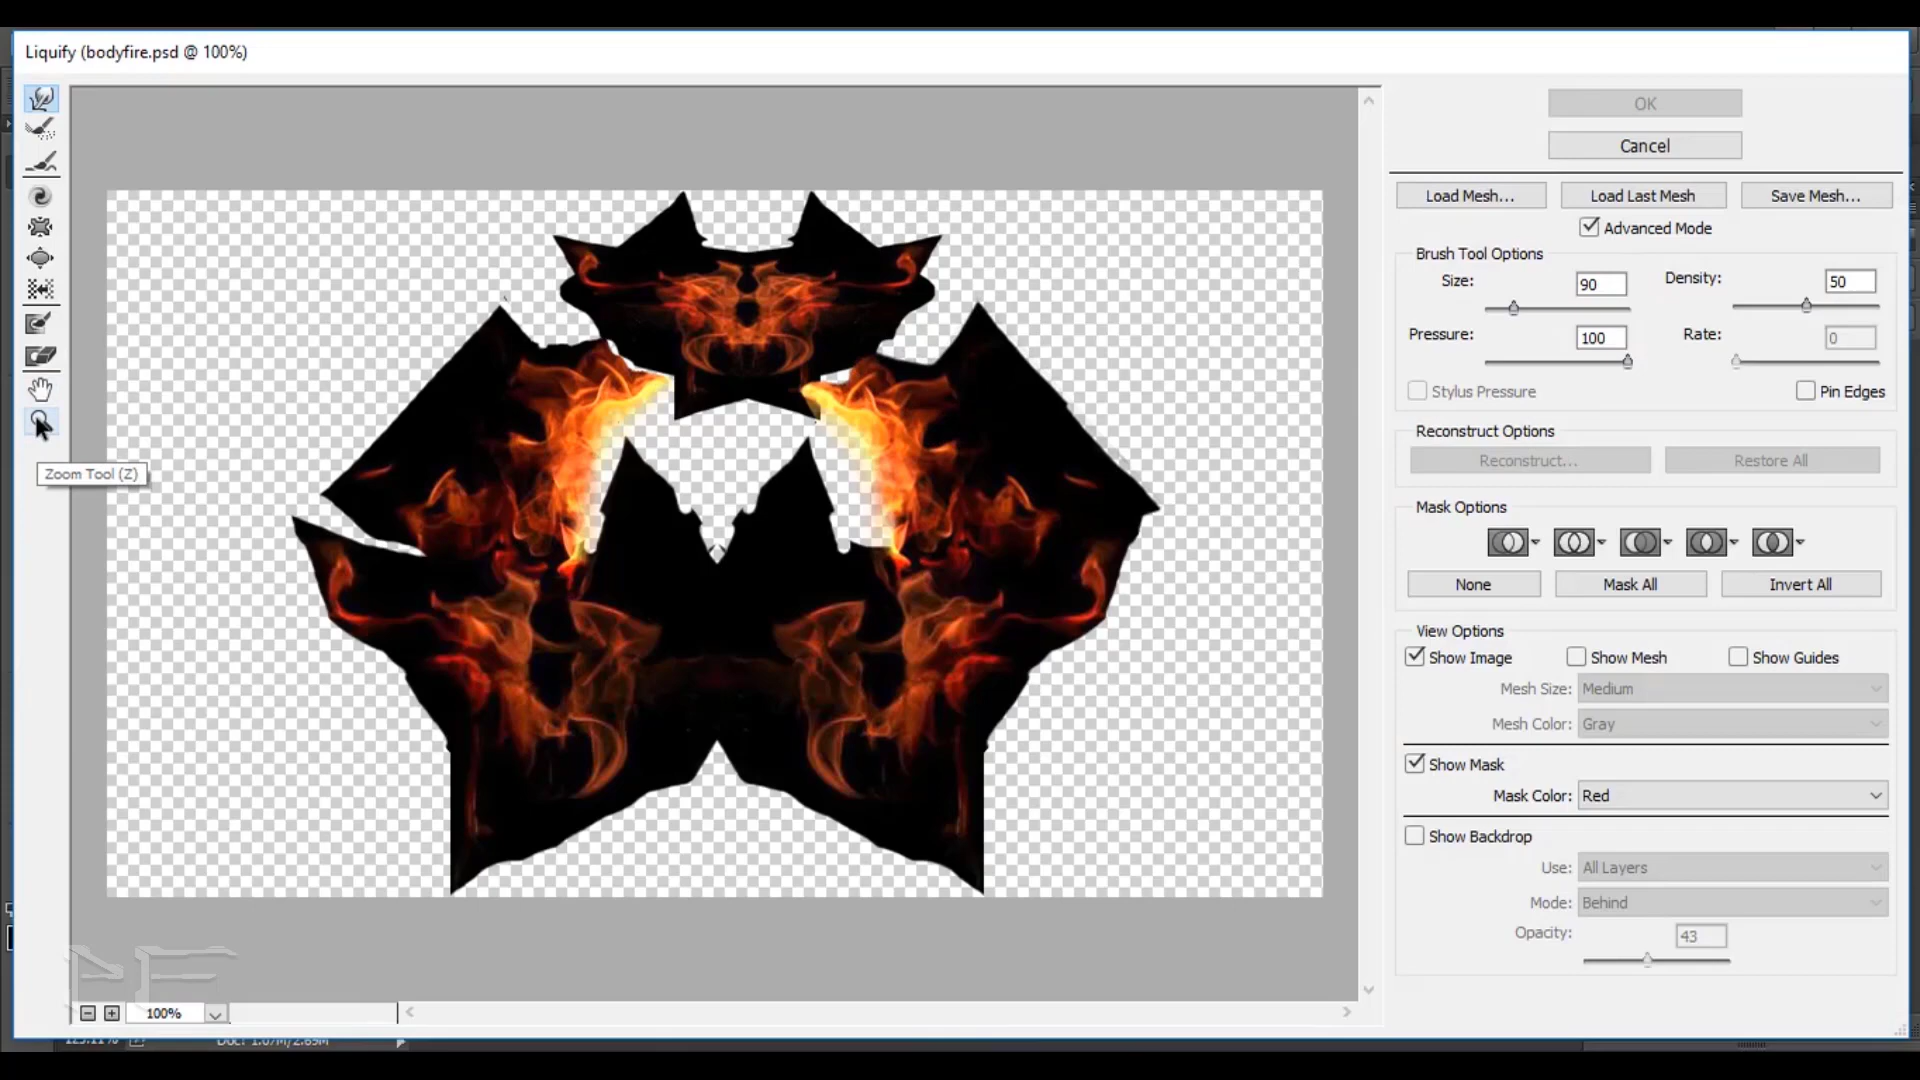 Liquify (bodyfire.psd @ 100%)
OK
Cancel
Load Mesh...
Load Last Mesh
Save Mesh...
Advanced Mode
Brush Tool Options
Size:
90
Density:
50
Pressure:
100
Rate:
0
Stylus Pressure
Pin Edges
Reconstruct Options
Reconstruct...
Restore All
Mask Options
None
Mask All
Invert All
View Options
Show Image
Show Mesh
Show Guides
Mesh Size:
Medium
Mesh Color:
Gray
Show Mask
Mask Color:
Red
Show Backdrop
Use:
All Layers
Mode:
Behind
Opacity:
43
Zoom Tool (Z)
100%